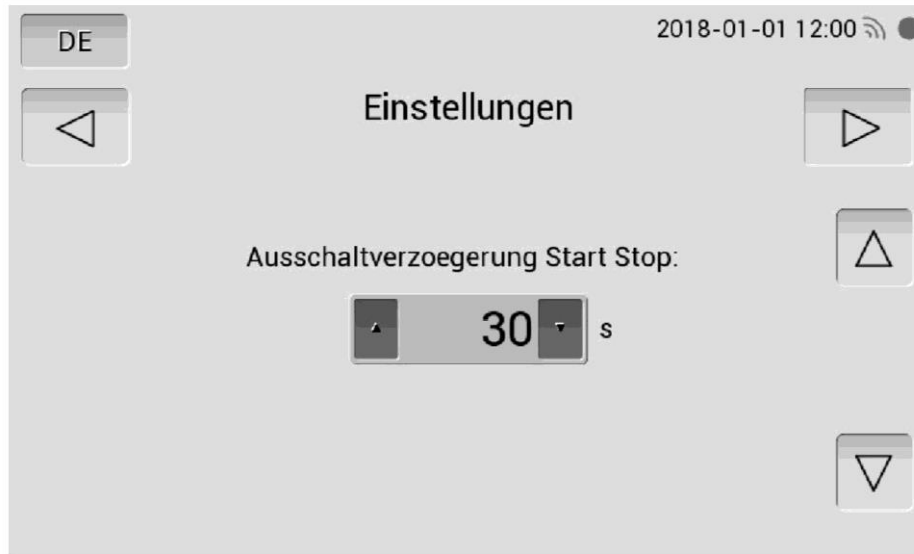 DE
2018-01-01 12:00
Einstellungen
Ausschaltverzoegerung Start Stop:
30 s